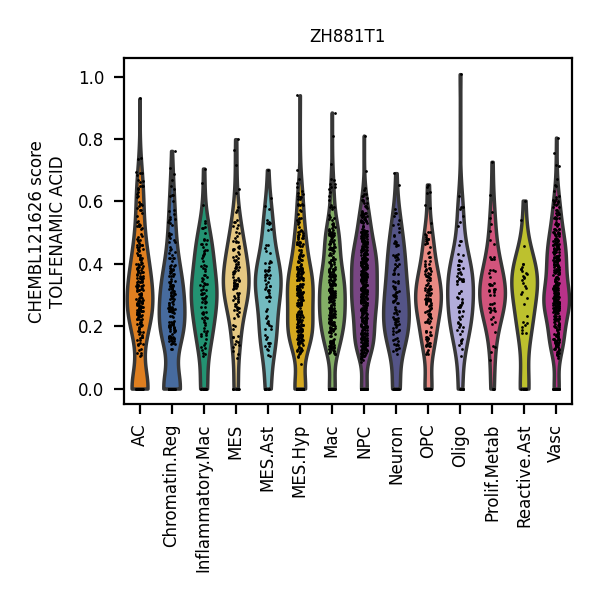 ZH881T1
CHEMBL121626 score
TOLFENAMIC ACID
1.0
0.8
0.6
0.4
0.2
0.0
AC
Chromatin.Reg
Inflammatory.Mac
MES
MES.Ast
MES.Hyp
Mac
NPC
Neuron
OPC
Oligo
Prolif.Metab
Reactive.Ast
Vasc